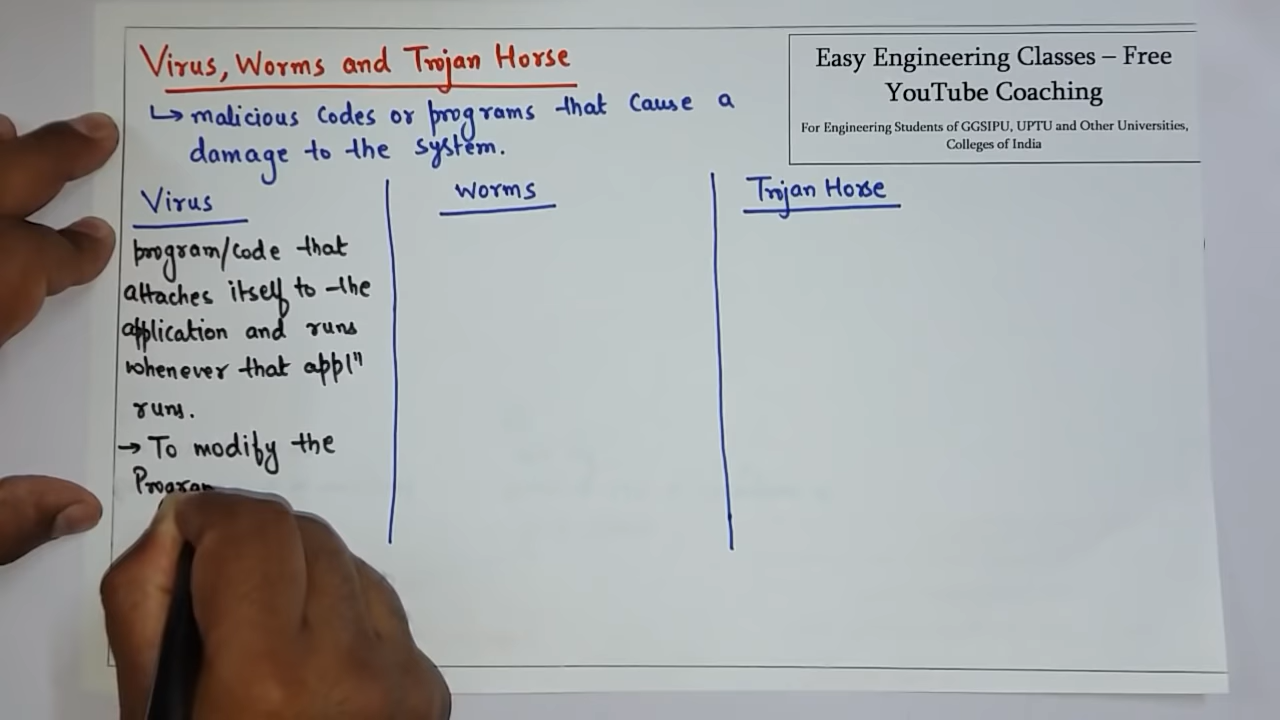 Virus, Worms and Trojan Horse
↳ malicious codes or programs that cause a
damage to the system.
Easy Engineering Classes – Free
YouTube Coaching
For Engineering Students of GGSIPU, UPTU and Other Universities,
Colleges of India
Virus
program/code that
attaches itself to the
application and runs
whenever that applⁿ
runs.
→ To modify the
Worms
Trojan Horse